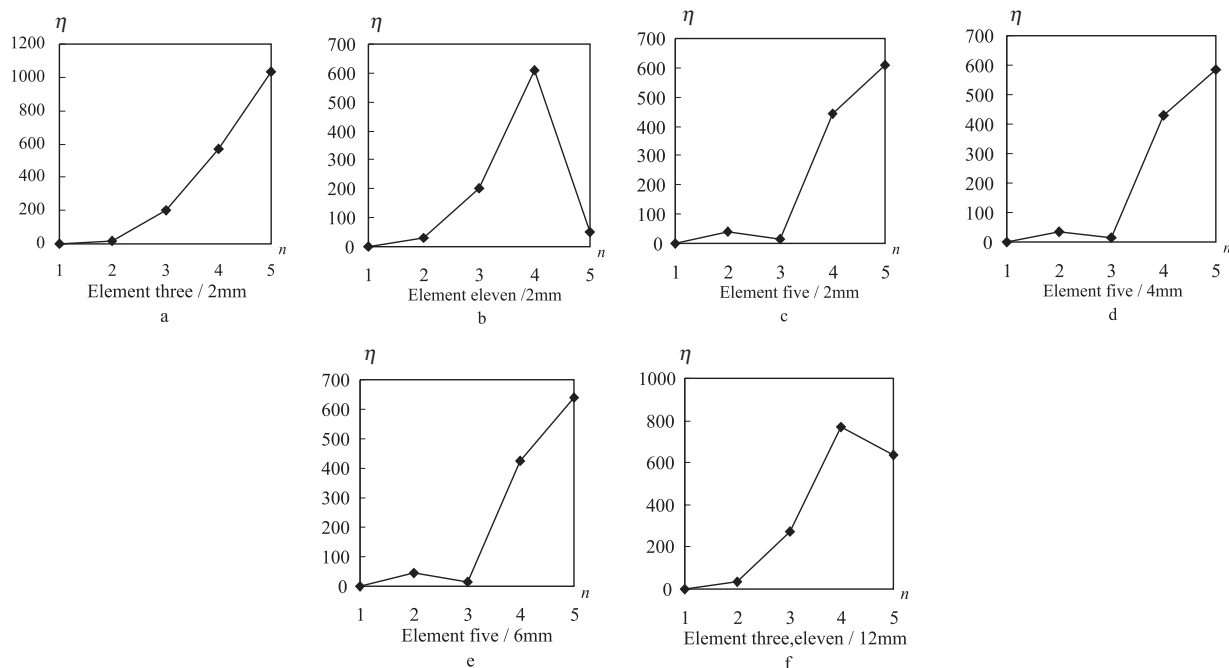 η
1200
1000
800
600
400
200
0
n
1 2 3 4 5
Element three / 2mm
a
η
700
600
500
400
300
200
100
0
n
1 2 3 4 5
Element eleven /2mm
b
η
700
600
500
400
300
200
100
0
n
1 2 3 4 5
Element five / 2mm
c
η
700
600
500
400
300
200
100
0
n
1 2 3 4 5
Element five / 4mm
d
η
700
600
500
400
300
200
100
0
n
1 2 3 4 5
Element five / 6mm
e
η
1000
800
600
400
200
0
n
1 2 3 4 5
Element three,eleven / 12mm
f